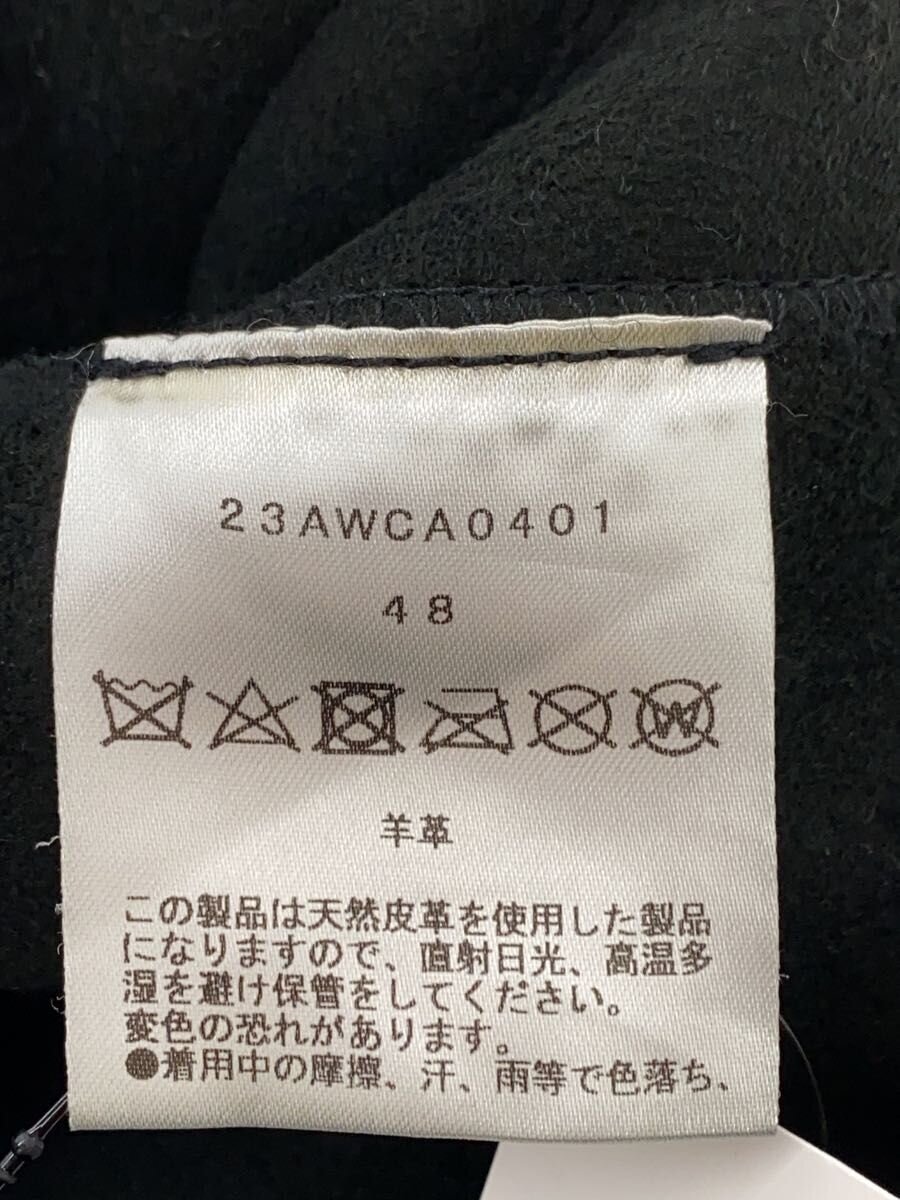 23AWCA0401
48
羊革
この製品は天然皮革を使用した製品
になりますので、直射日光、高温多
湿を避け保管をしてください。
変色の恐れがあります。
●着用中の摩擦、汗、雨等で色落ち、